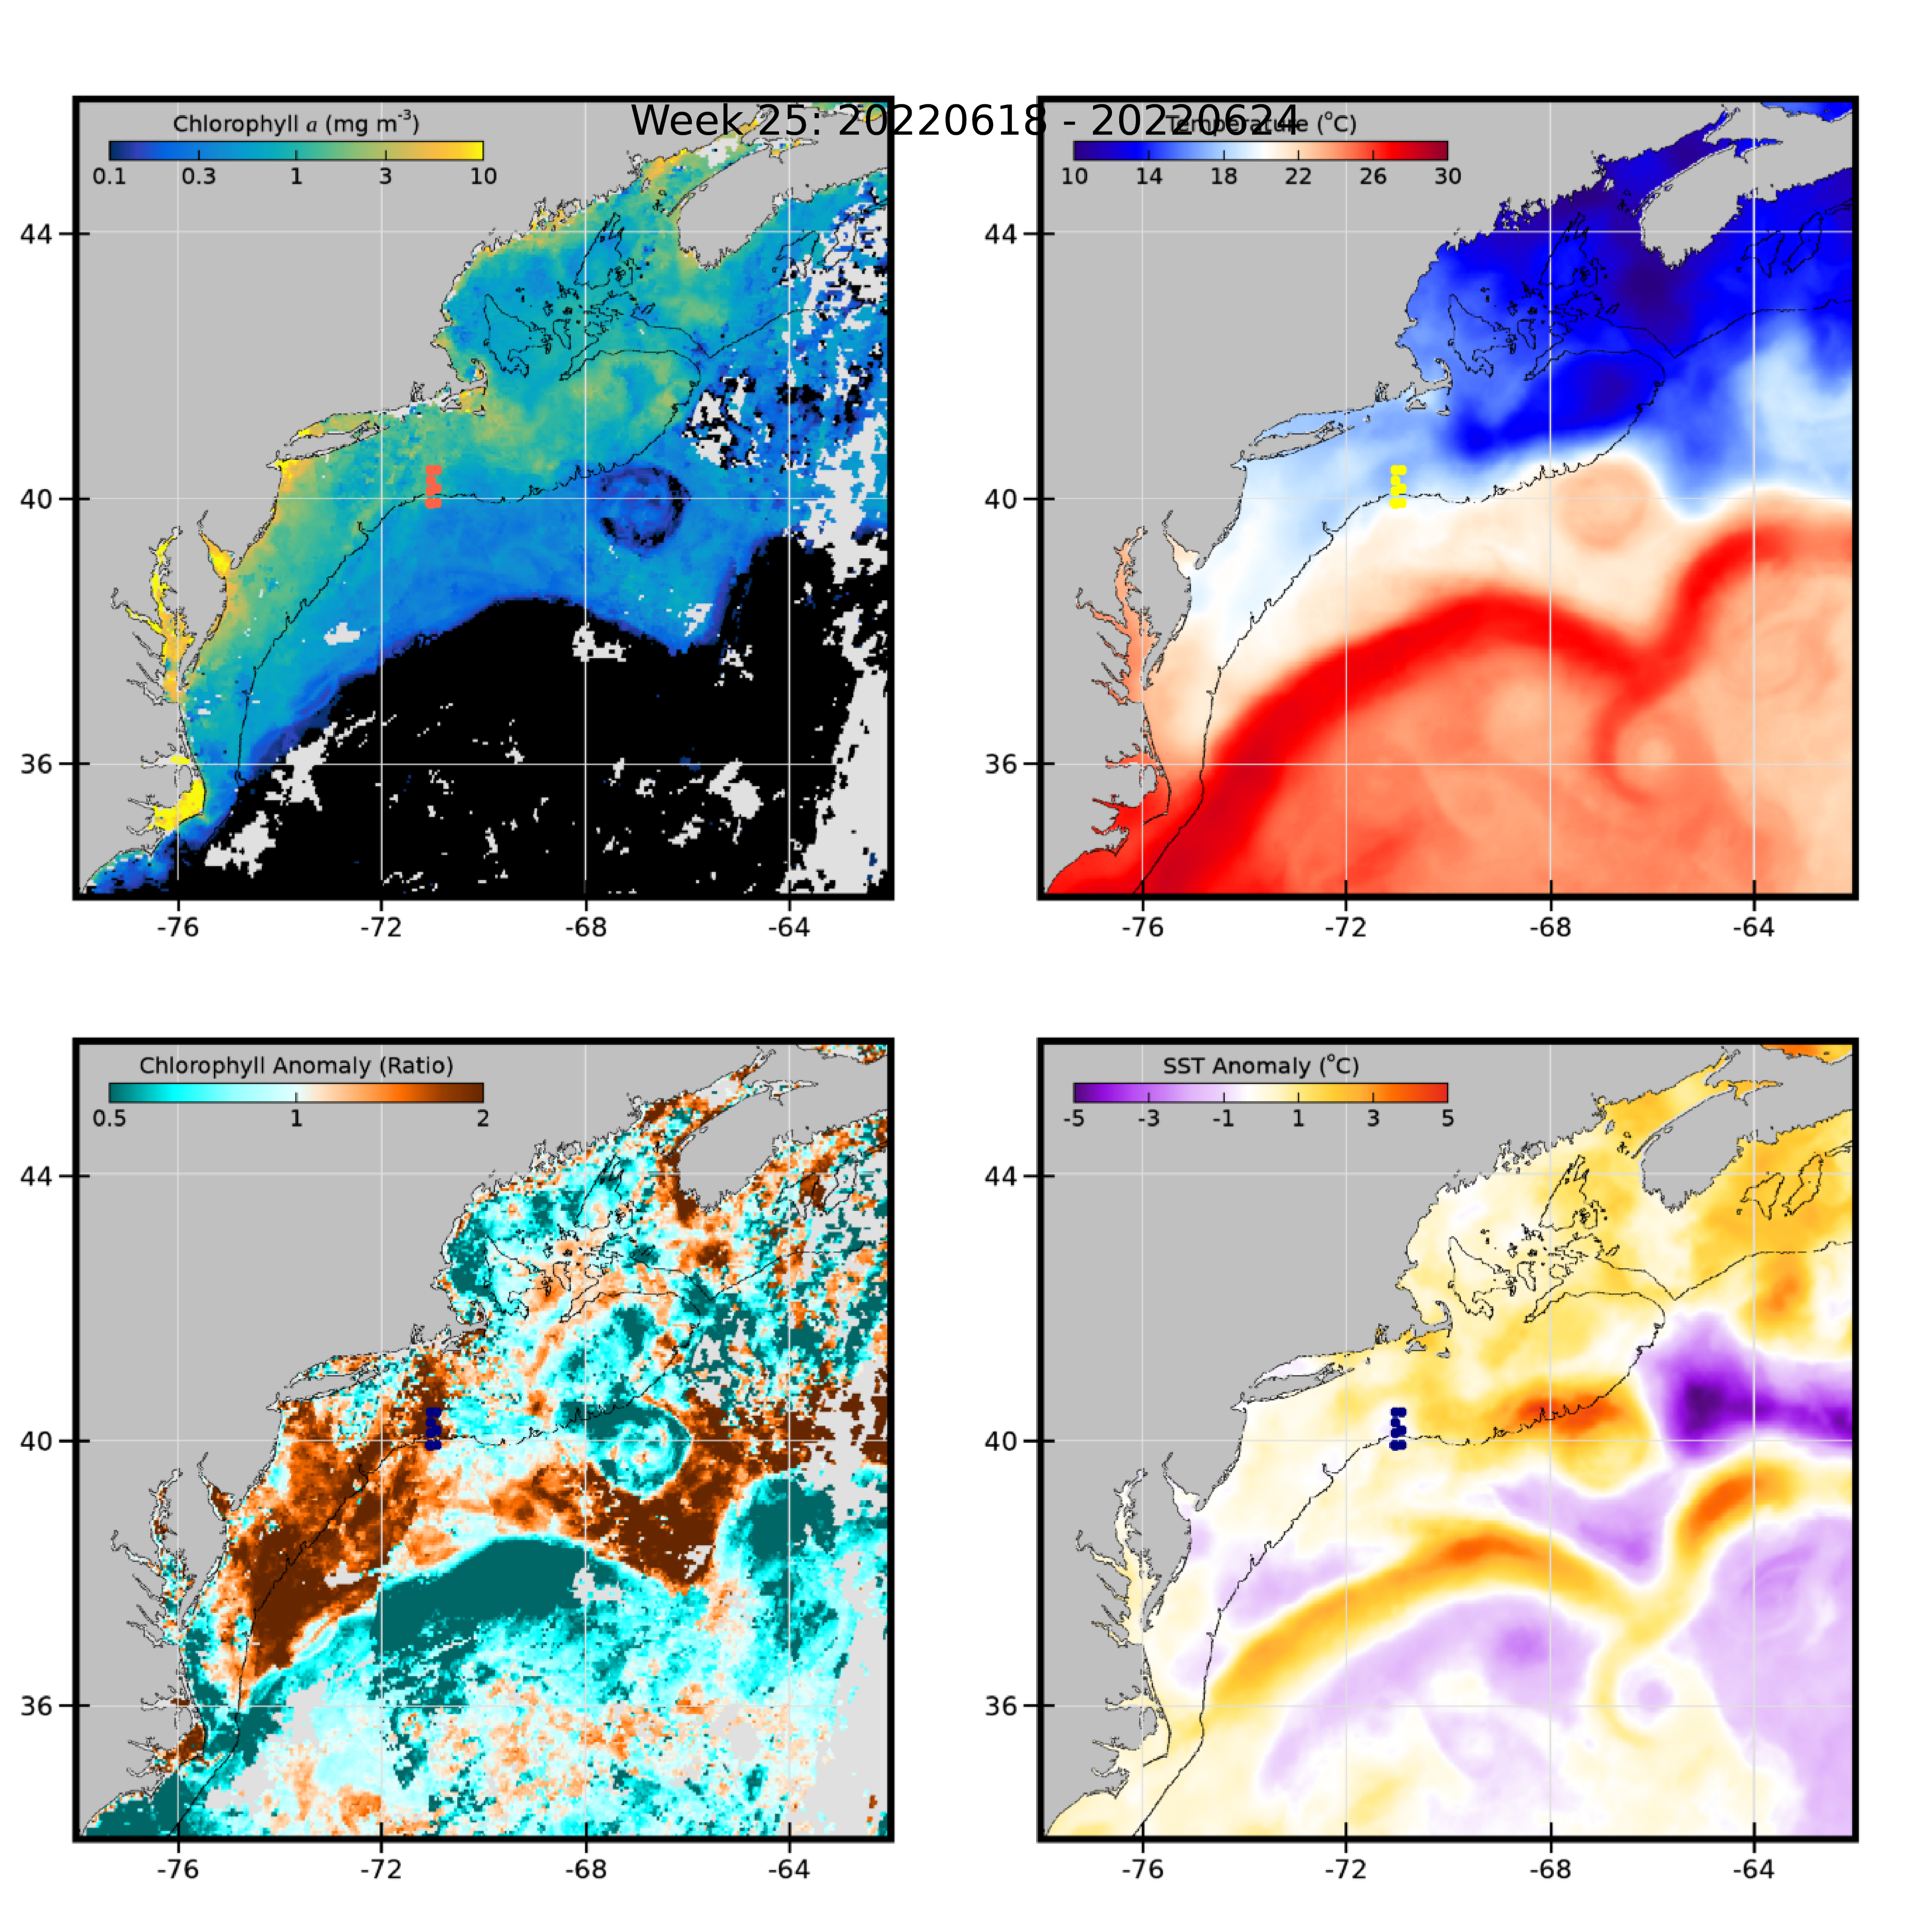 Week 25: 20220618 - 20220624
Chlorophyll a (mg m-3)
0.1 0.3 1 3 10
44
40
36
-76 -72 -68 -64
Temperature (oC)
10 14 18 22 26 30
44
40
36
-76 -72 -68 -64
Chlorophyll Anomaly (Ratio)
0.5 1 2
44
40
36
-76 -72 -68 -64
SST Anomaly (oC)
-5 -3 -1 1 3 5
44
40
36
-76 -72 -68 -64